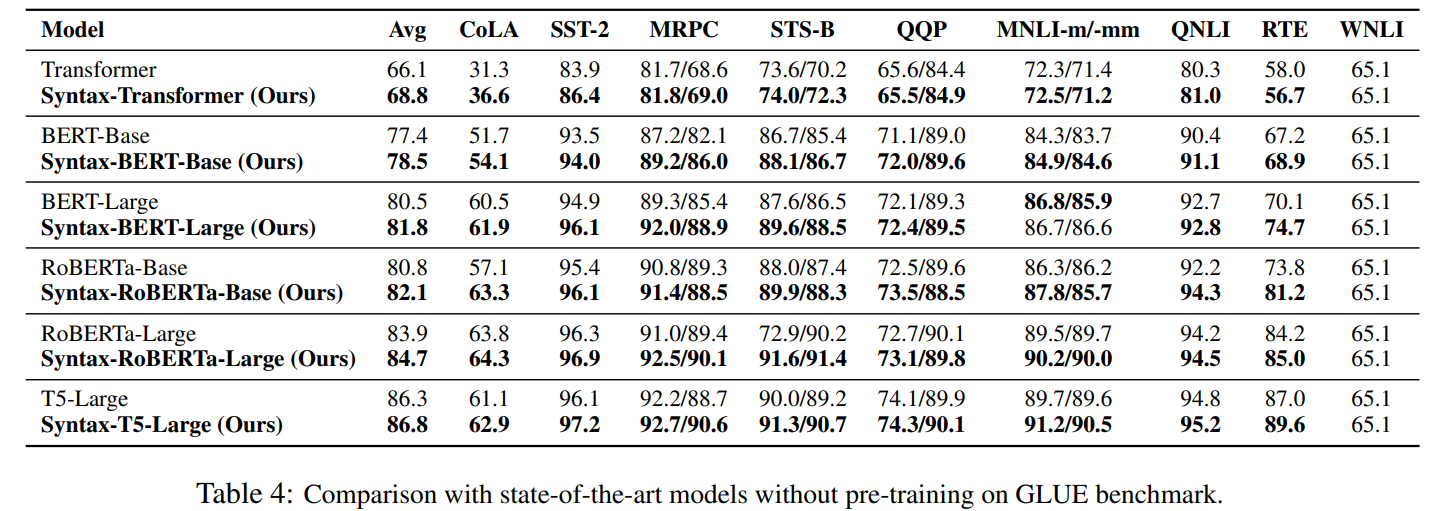 Model Avg CoLA SST-2 MRPC STS-B QQP MNLI-m/-mm QNLI RTE WNLI
Transformer 66.1 31.3 83.9 81.7/68.6 73.6/70.2 65.6/84.4 72.3/71.4 80.3 58.0 65.1
Syntax-Transformer (Ours) 68.8 36.6 86.4 81.8/69.0 74.0/72.3 65.5/84.9 72.5/71.2 81.0 56.7 65.1
BERT-Base 77.4 51.7 93.5 87.2/82.1 86.7/85.4 71.1/89.0 84.3/83.7 90.4 67.2 65.1
Syntax-BERT-Base (Ours) 78.5 54.1 94.0 89.2/86.0 88.1/86.7 72.0/89.6 84.9/84.6 91.1 68.9 65.1
BERT-Large 80.5 60.5 94.9 89.3/85.4 87.6/86.5 72.1/89.3 86.8/85.9 92.7 70.1 65.1
Syntax-BERT-Large (Ours) 81.8 61.9 96.1 92.0/88.9 89.6/88.5 72.4/89.5 86.7/86.6 92.8 74.7 65.1
RoBERTa-Base 80.8 57.1 95.4 90.8/89.3 88.0/87.4 72.5/89.6 86.3/86.2 92.2 73.8 65.1
Syntax-RoBERTa-Base (Ours) 82.1 63.3 96.1 91.4/88.5 89.9/88.3 73.5/88.5 87.8/85.7 94.3 81.2 65.1
RoBERTa-Large 83.9 63.8 96.3 91.0/89.4 72.9/90.2 72.7/90.1 89.5/89.7 94.2 84.2 65.1
Syntax-RoBERTa-Large (Ours) 84.7 64.3 96.9 92.5/90.1 91.6/91.4 73.1/89.8 90.2/90.0 94.5 85.0 65.1
T5-Large 86.3 61.1 96.1 92.2/88.7 90.0/89.2 74.1/89.9 89.7/89.6 94.8 87.0 65.1
Syntax-T5-Large (Ours) 86.8 62.9 97.2 92.7/90.6 91.3/90.7 74.3/90.1 91.2/90.5 95.2 89.6 65.1
Table 4: Comparison with state-of-the-art models without pre-training on GLUE benchmark.